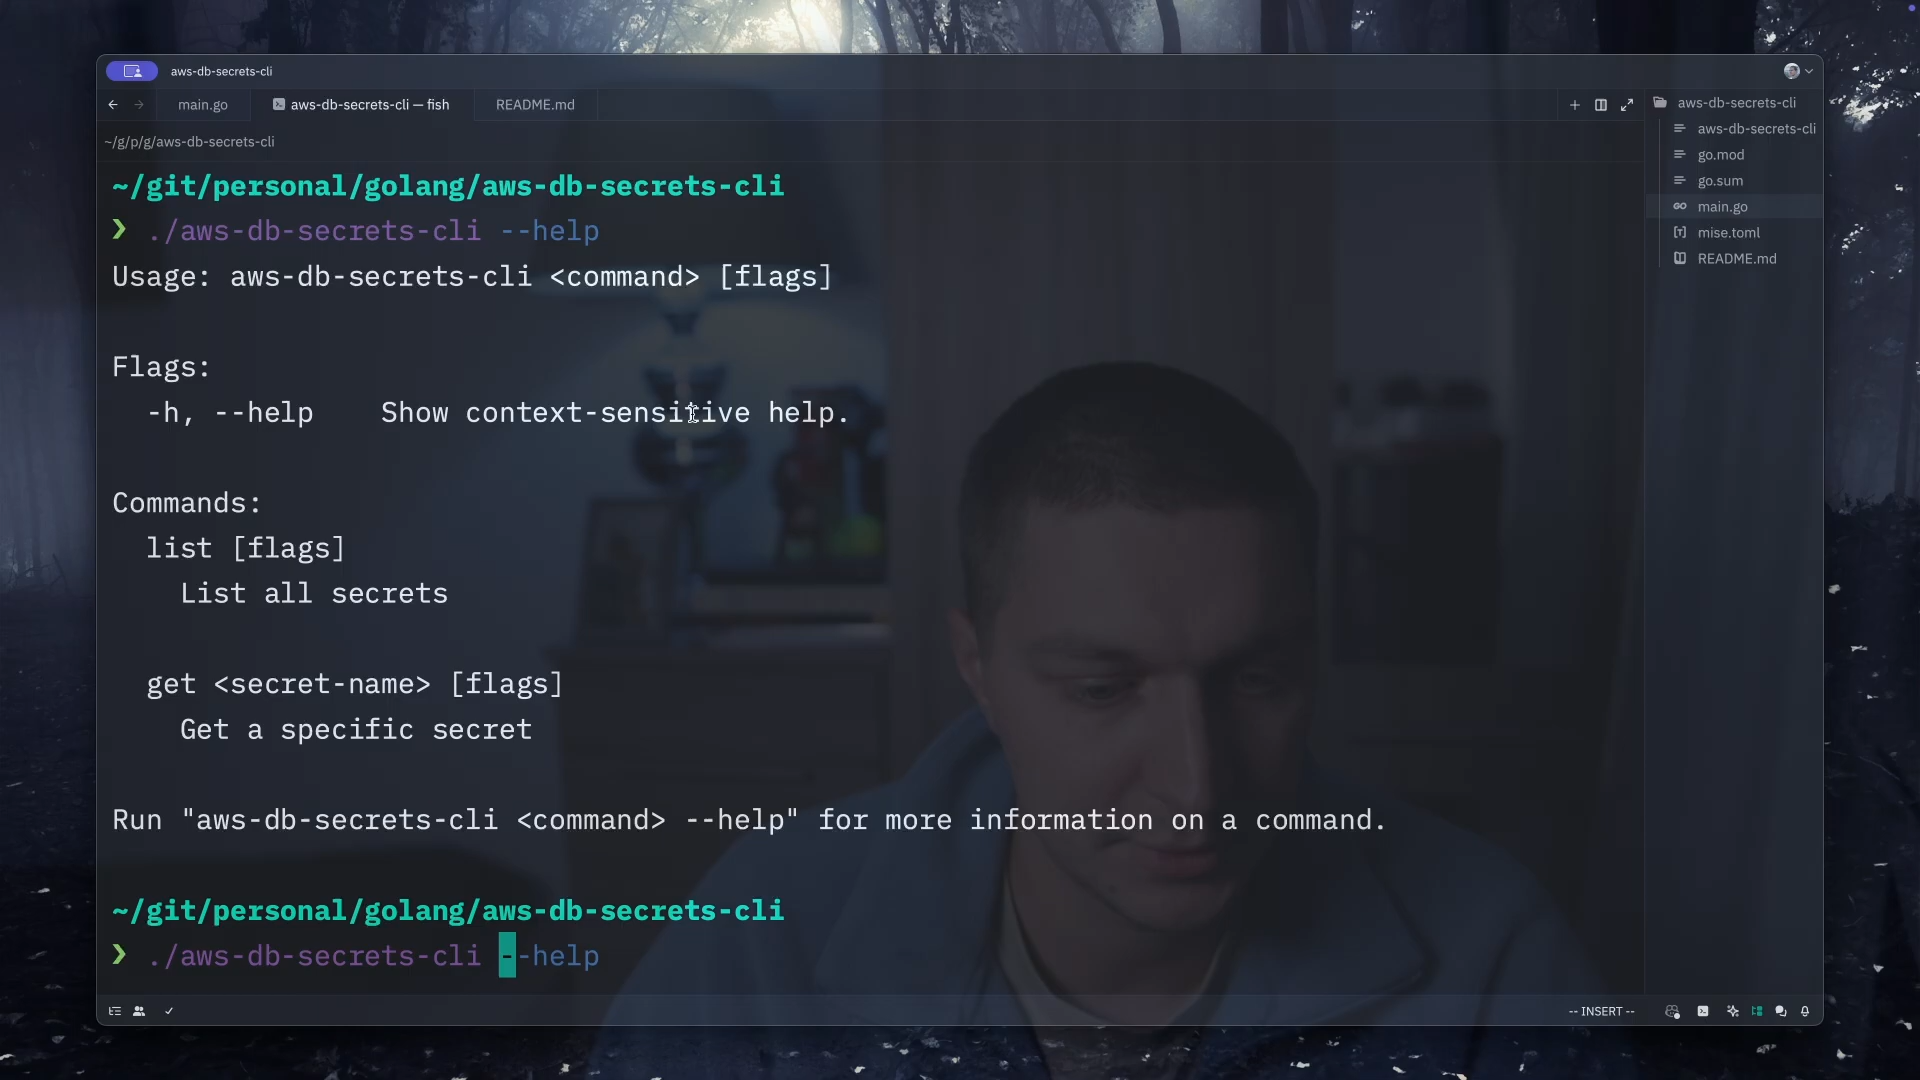 aws-db-secrets-cli
main.go
aws-db-secrets-cli — fish
README.md
~/g/p/g/aws-db-secrets-cli
~/git/personal/golang/aws-db-secrets-cli
❯ ./aws-db-secrets-cli --help
Usage: aws-db-secrets-cli <command> [flags]
Flags:
-h, --help    Show context-sensitive help.
Commands:
list [flags]
List all secrets
get <secret-name> [flags]
Get a specific secret
Run "aws-db-secrets-cli <command> --help" for more information on a command.
~/git/personal/golang/aws-db-secrets-cli
❯ ./aws-db-secrets-cli --help
-- INSERT --
aws-db-secrets-cli
aws-db-secrets-cli
go.mod
go.sum
main.go
mise.toml
README.md